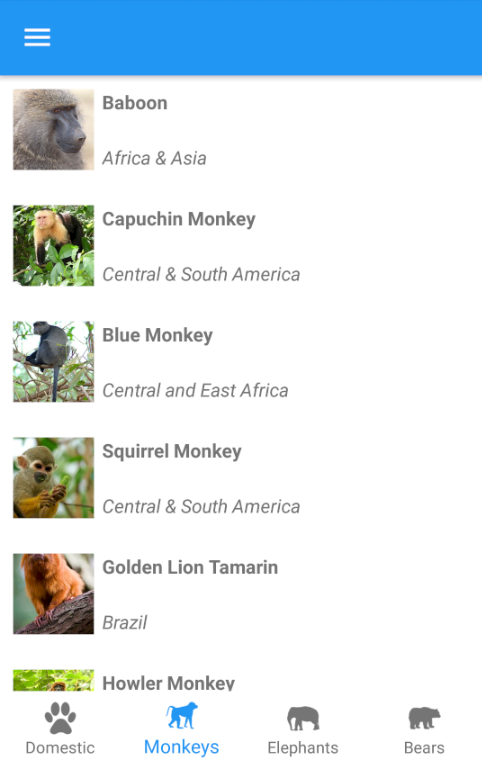 Baboon
Africa & Asia
Capuchin Monkey
Central & South America
Blue Monkey
Central and East Africa
Squirrel Monkey
Central & South America
Golden Lion Tamarin
Brazil
Howler Monkey
Domestic
Monkeys
Elephants
Bears